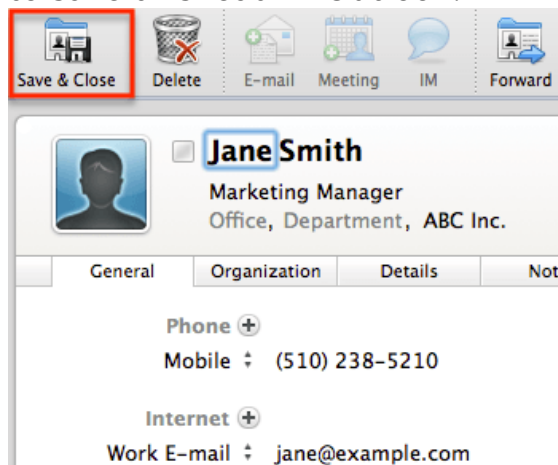 Save & Close Delete E-mail Meeting IM Forward
Jane Smith
Marketing Manager
Office, Department, ABC Inc.
General Organization Details Not
Phone
Mobile (510) 238-5210
Internet
Work E-mail jane@example.com